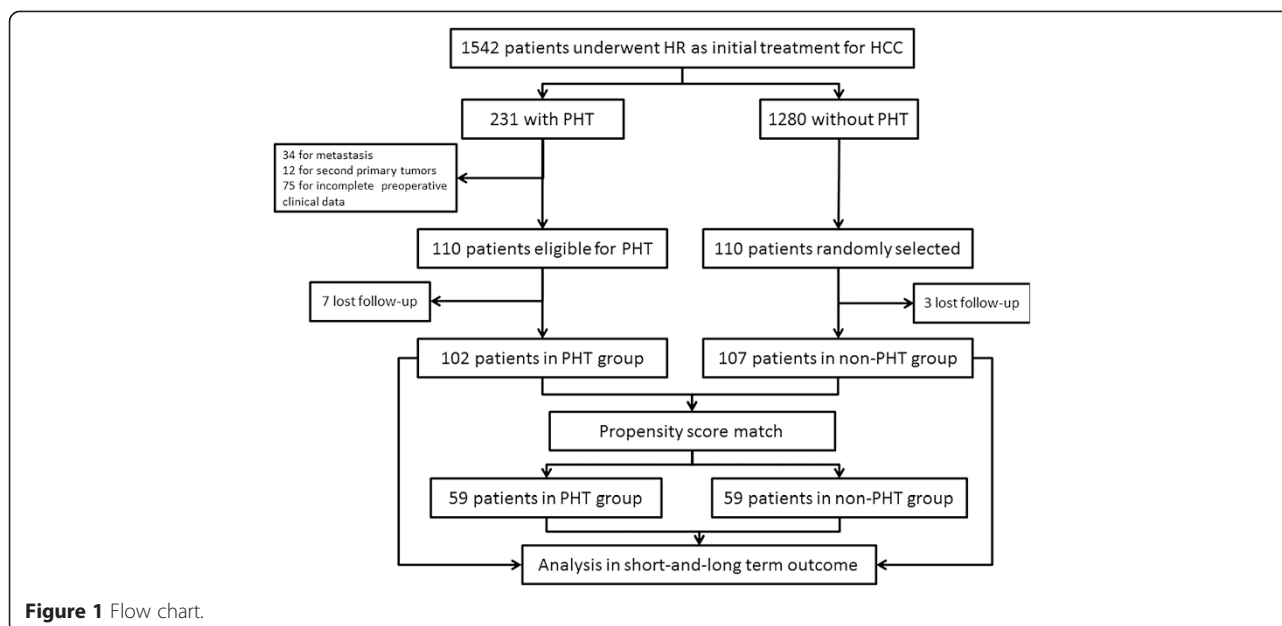 1542 patients underwent HR as initial treatment for HCC
231 with PHT
1280 without PHT
34 for metastasis
12 for second primary tumors
75 for incomplete preoperative
clinical data
110 patients eligible for PHT
110 patients randomly selected
7 lost follow-up
3 lost follow-up
102 patients in PHT group
107 patients in non-PHT group
Propensity score match
59 patients in PHT group
59 patients in non-PHT group
Analysis in short-and-long term outcome
Figure 1 Flow chart.